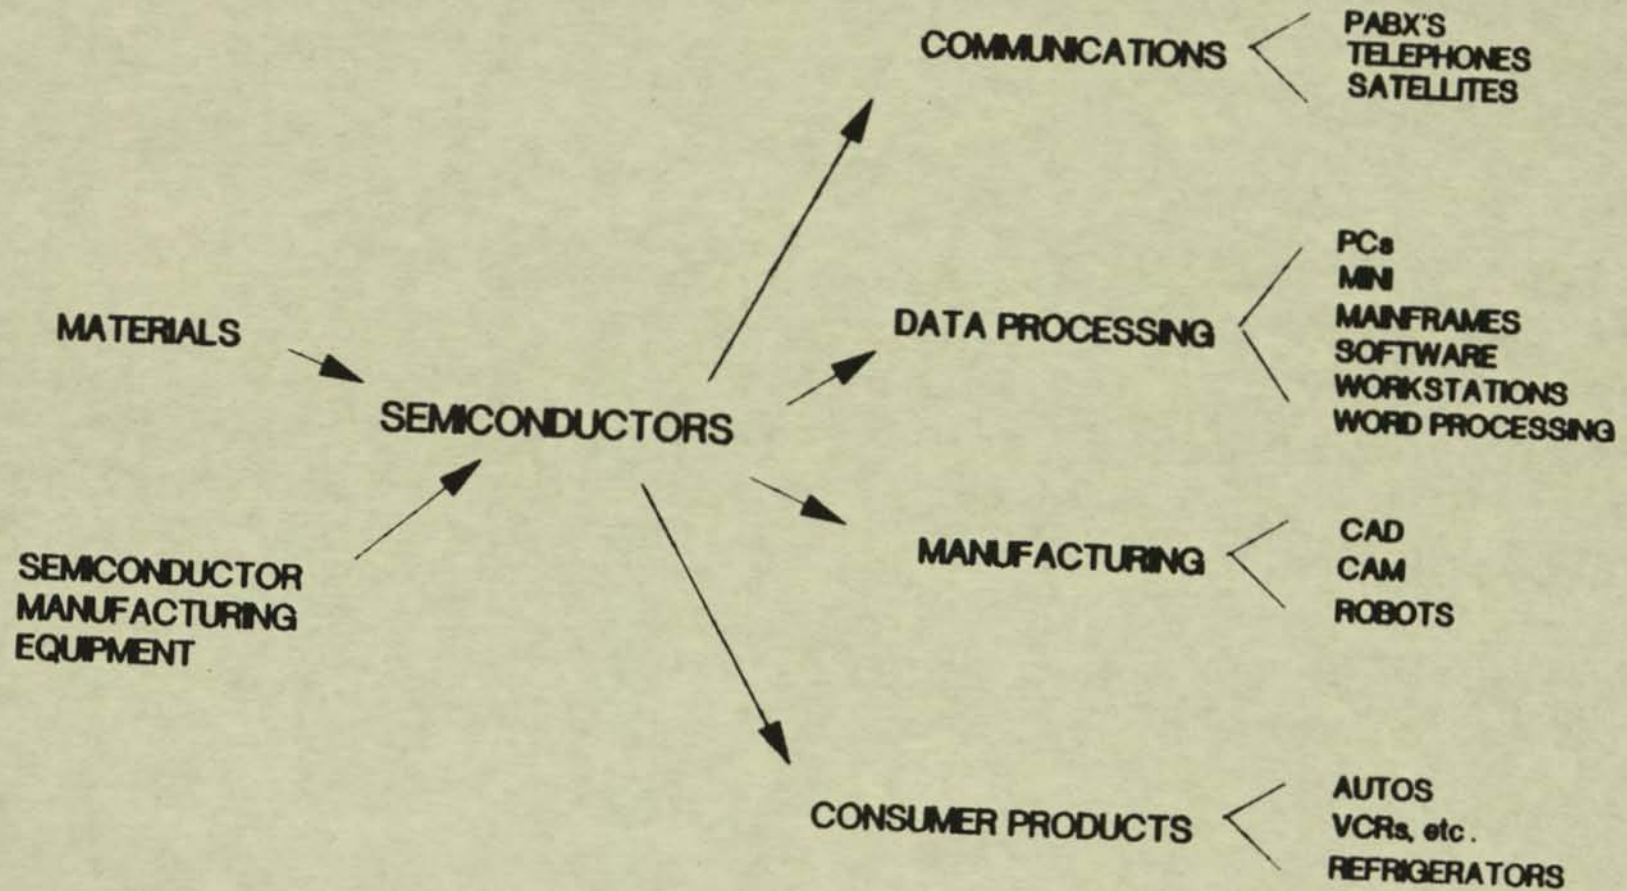 COMMUNICATIONS
PABX'S
TELEPHONES
SATELLITES
MATERIALS
SEMICONDUCTORS
SEMICONDUCTOR
MANUFACTURING
EQUIPMENT
DATA PROCESSING
PCs
MINI
MAINFRAMES
SOFTWARE
WORKSTATIONS
WORD PROCESSING
MANUFACTURING
CAD
CAM
ROBOTS
CONSUMER PRODUCTS
AUTOS
VCRs, etc.
REFRIGERATORS